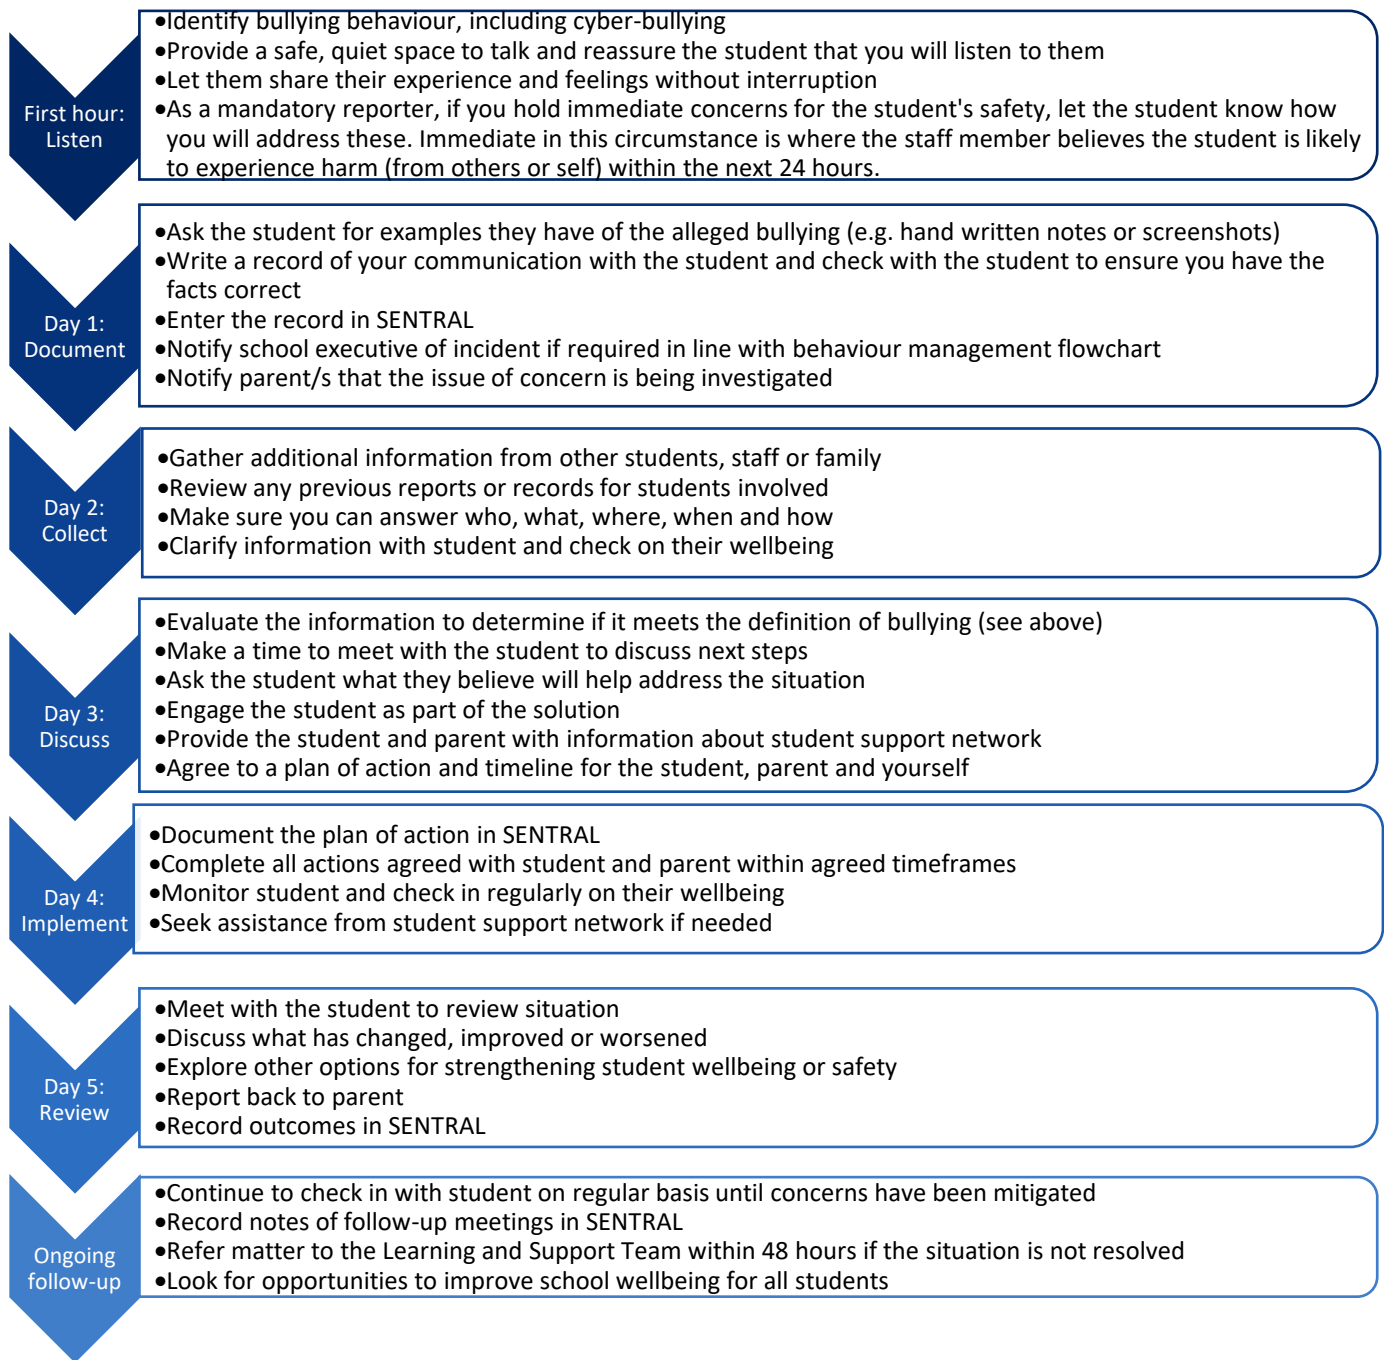 First hour:
Listen
•Identify bullying behaviour, including cyber-bullying
•Provide a safe, quiet space to talk and reassure the student that you will listen to them
•Let them share their experience and feelings without interruption
•As a mandatory reporter, if you hold immediate concerns for the student's safety, let the student know how
you will address these. Immediate in this circumstance is where the staff member believes the student is likely
to experience harm (from others or self) within the next 24 hours.
Day 1:
Document
•Ask the student for examples they have of the alleged bullying (e.g. hand written notes or screenshots)
•Write a record of your communication with the student and check with the student to ensure you have the
facts correct
•Enter the record in SENTRAL
•Notify school executive of incident if required in line with behaviour management flowchart
•Notify parent/s that the issue of concern is being investigated
Day 2:
Collect
•Gather additional information from other students, staff or family
•Review any previous reports or records for students involved
•Make sure you can answer who, what, where, when and how
•Clarify information with student and check on their wellbeing
Day 3:
Discuss
•Evaluate the information to determine if it meets the definition of bullying (see above)
•Make a time to meet with the student to discuss next steps
•Ask the student what they believe will help address the situation
•Engage the student as part of the solution
•Provide the student and parent with information about student support network
•Agree to a plan of action and timeline for the student, parent and yourself
Day 4:
Implement
•Document the plan of action in SENTRAL
•Complete all actions agreed with student and parent within agreed timeframes
•Monitor student and check in regularly on their wellbeing
•Seek assistance from student support network if needed
Day 5:
Review
•Meet with the student to review situation
•Discuss what has changed, improved or worsened
•Explore other options for strengthening student wellbeing or safety
•Report back to parent
•Record outcomes in SENTRAL
Ongoing
follow-up
•Continue to check in with student on regular basis until concerns have been mitigated
•Record notes of follow-up meetings in SENTRAL
•Refer matter to the Learning and Support Team within 48 hours if the situation is not resolved
•Look for opportunities to improve school wellbeing for all students